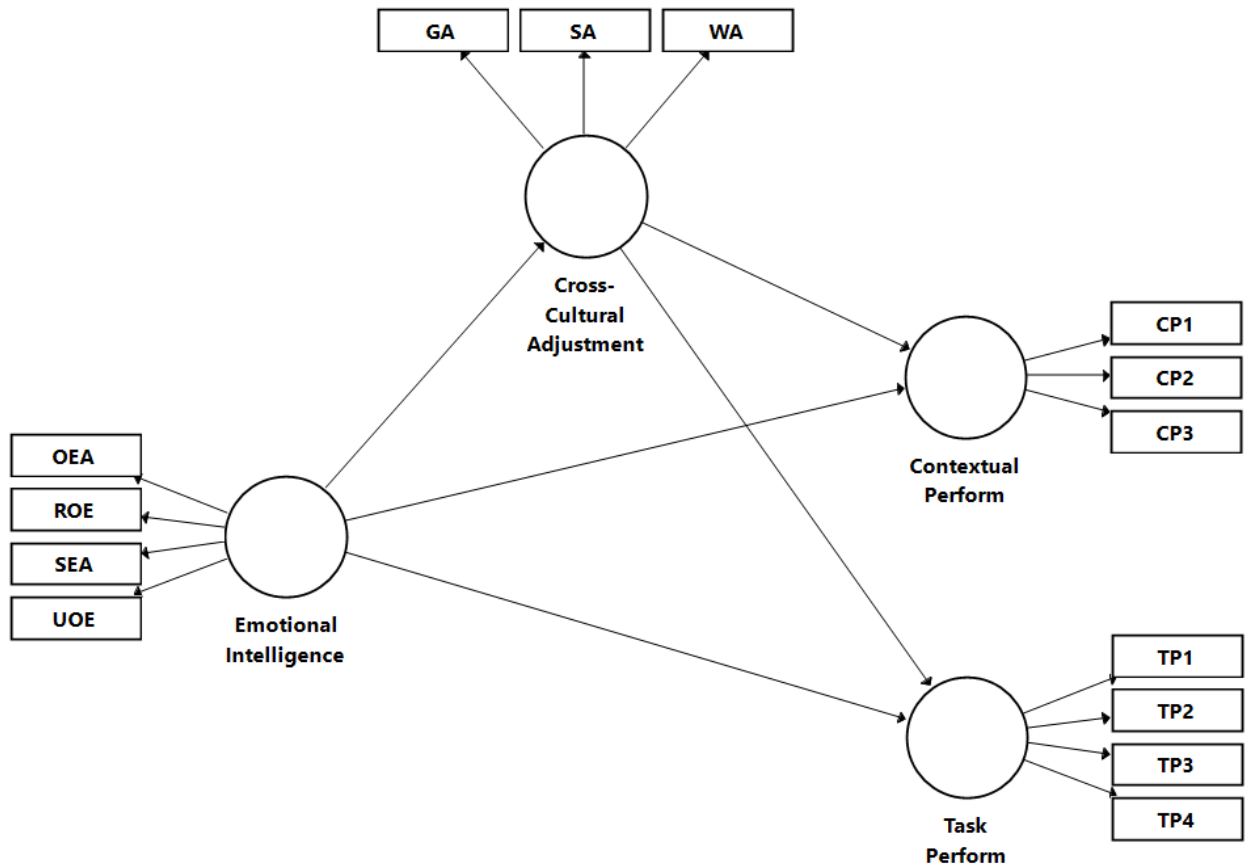 GA
SA
WA
Cross-
Cultural
Adjustment
CP1
CP2
CP3
Contextual
Perform
OEA
ROE
SEA
UOE
Emotional
Intelligence
TP1
TP2
TP3
TP4
Task
Perform